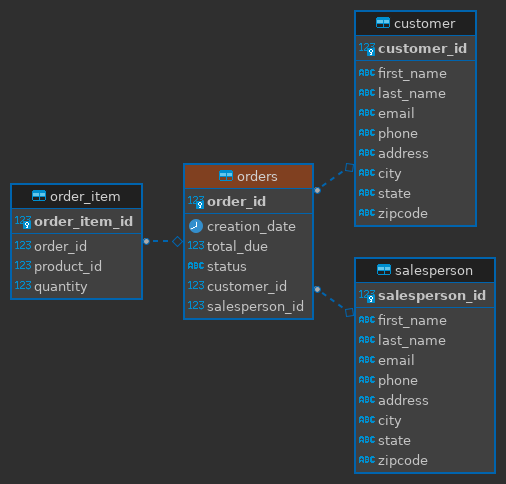 customer
123 customer_id
ABC first_name
ABC last_name
ABC email
ABC phone
ABC address
ABC city
ABC state
ABC zipcode
orders
123 order_id
creation_date
123 total_due
ABC status
123 customer_id
123 salesperson_id
order_item
123 order_item_id
123 order_id
123 product_id
123 quantity
salesperson
123 salesperson_id
ABC first_name
ABC last_name
ABC email
ABC phone
ABC address
ABC city
ABC state
ABC zipcode